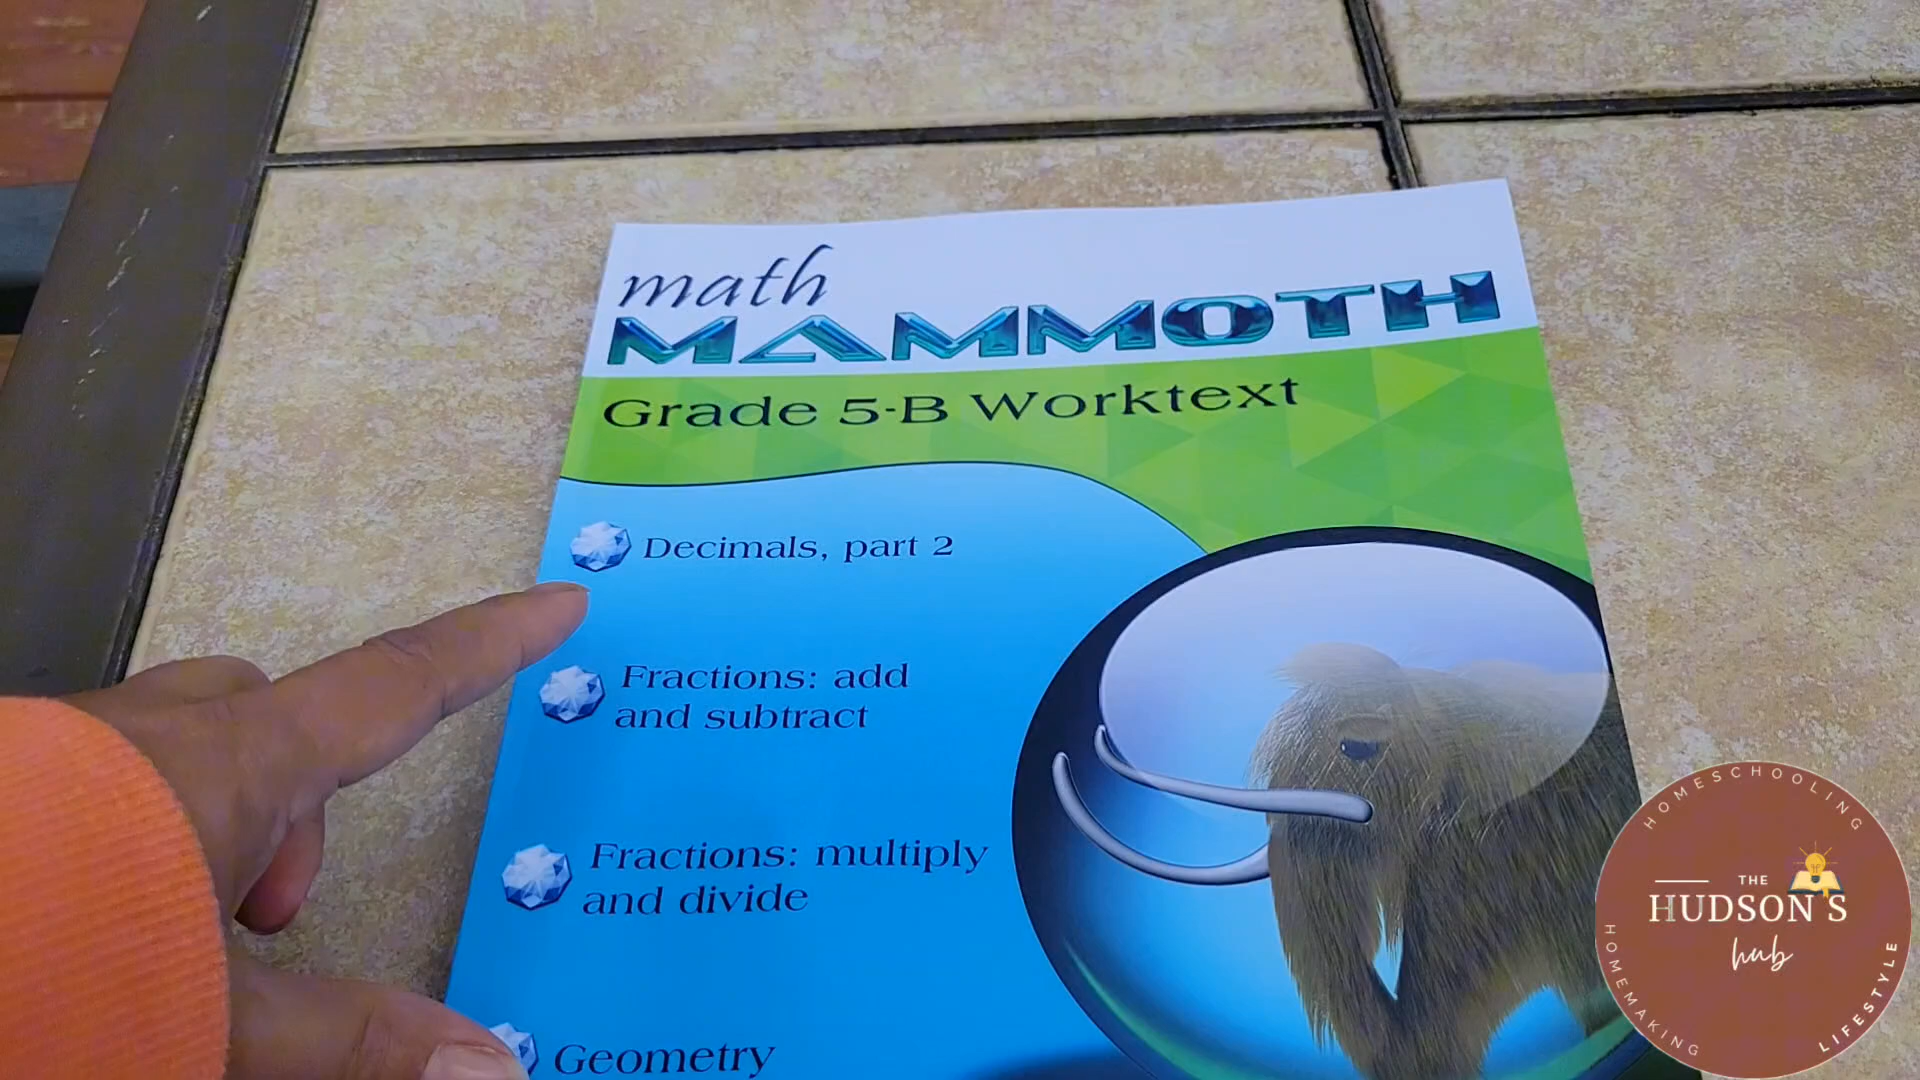 math
MAMMOTH
Grade 5-B Worktext
Decimals, part 2
Fractions: add
and subtract
Fractions: multiply
and divide
Geometry
HOMESCHOOLING
THE
HUDSON'S
hub
HOMEMAKING
LIFESTYLE